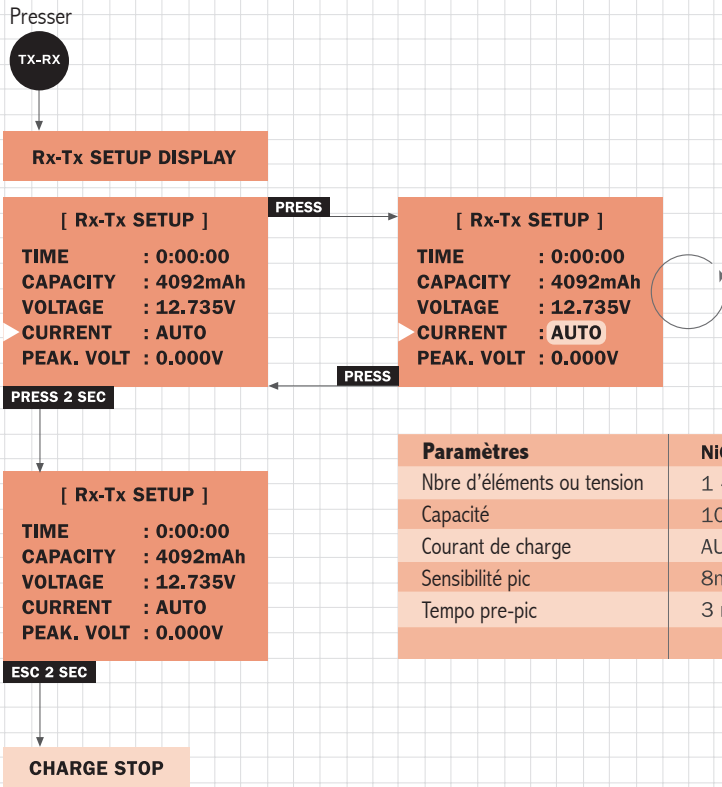 Presser
TX-RX
Rx-Tx SETUP DISPLAY
[ Rx-Tx SETUP ]
TIME : 0:00:00
CAPACITY : 4092mAh
VOLTAGE : 12.735V
CURRENT : AUTO
PEAK. VOLT : 0.000V
PRESS
[ Rx-Tx SETUP ]
TIME : 0:00:00
CAPACITY : 4092mAh
VOLTAGE : 12.735V
CURRENT : AUTO
PEAK. VOLT : 0.000V
PRESS
PRESS 2 SEC
[ Rx-Tx SETUP ]
TIME : 0:00:00
CAPACITY : 4092mAh
VOLTAGE : 12.735V
CURRENT : AUTO
PEAK. VOLT : 0.000V
ESC 2 SEC
CHARGE STOP
Paramètres
Nbre d'éléments ou tension 1
Capacité 10
Courant de charge
Sensibilité pic
Tempo pre-pic 3